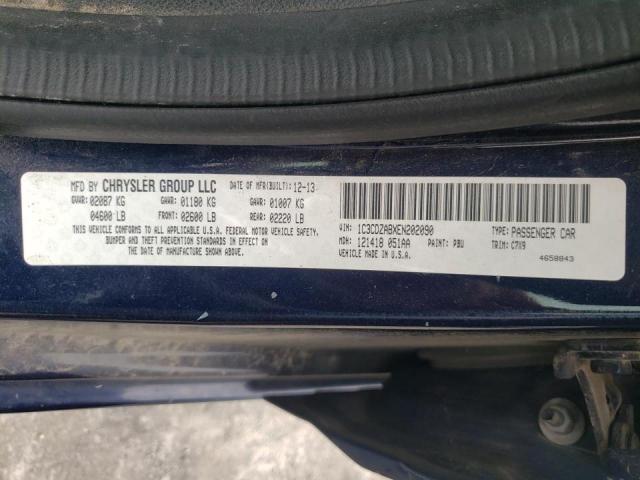 MFD BY CHRYSLER GROUP LLC DATE OF MFR(BUILT): 12-13
GVWR: 02087 KG GAWR: 01180 KG GAWR: 01007 KG
04600 LB FRONT: 02600 LB REAR: 02220 LB
THIS VEHICLE CONFORMS TO ALL FEDERAL MOTOR VEHICLE SAFETY,
BUMPER AND THEFT PREVENTION STANDARDS IN EFFECT ON
THE DATE OF MANUFACTURE SHOWN ABOVE.
VIN: 1C3CDZABXEN202090 TYPE: PASSENGER CAR
MDH: 121418 051AA PAINT: PBU TRIM: C7X9
VEHICLE MADE IN U.S.A. 4658843